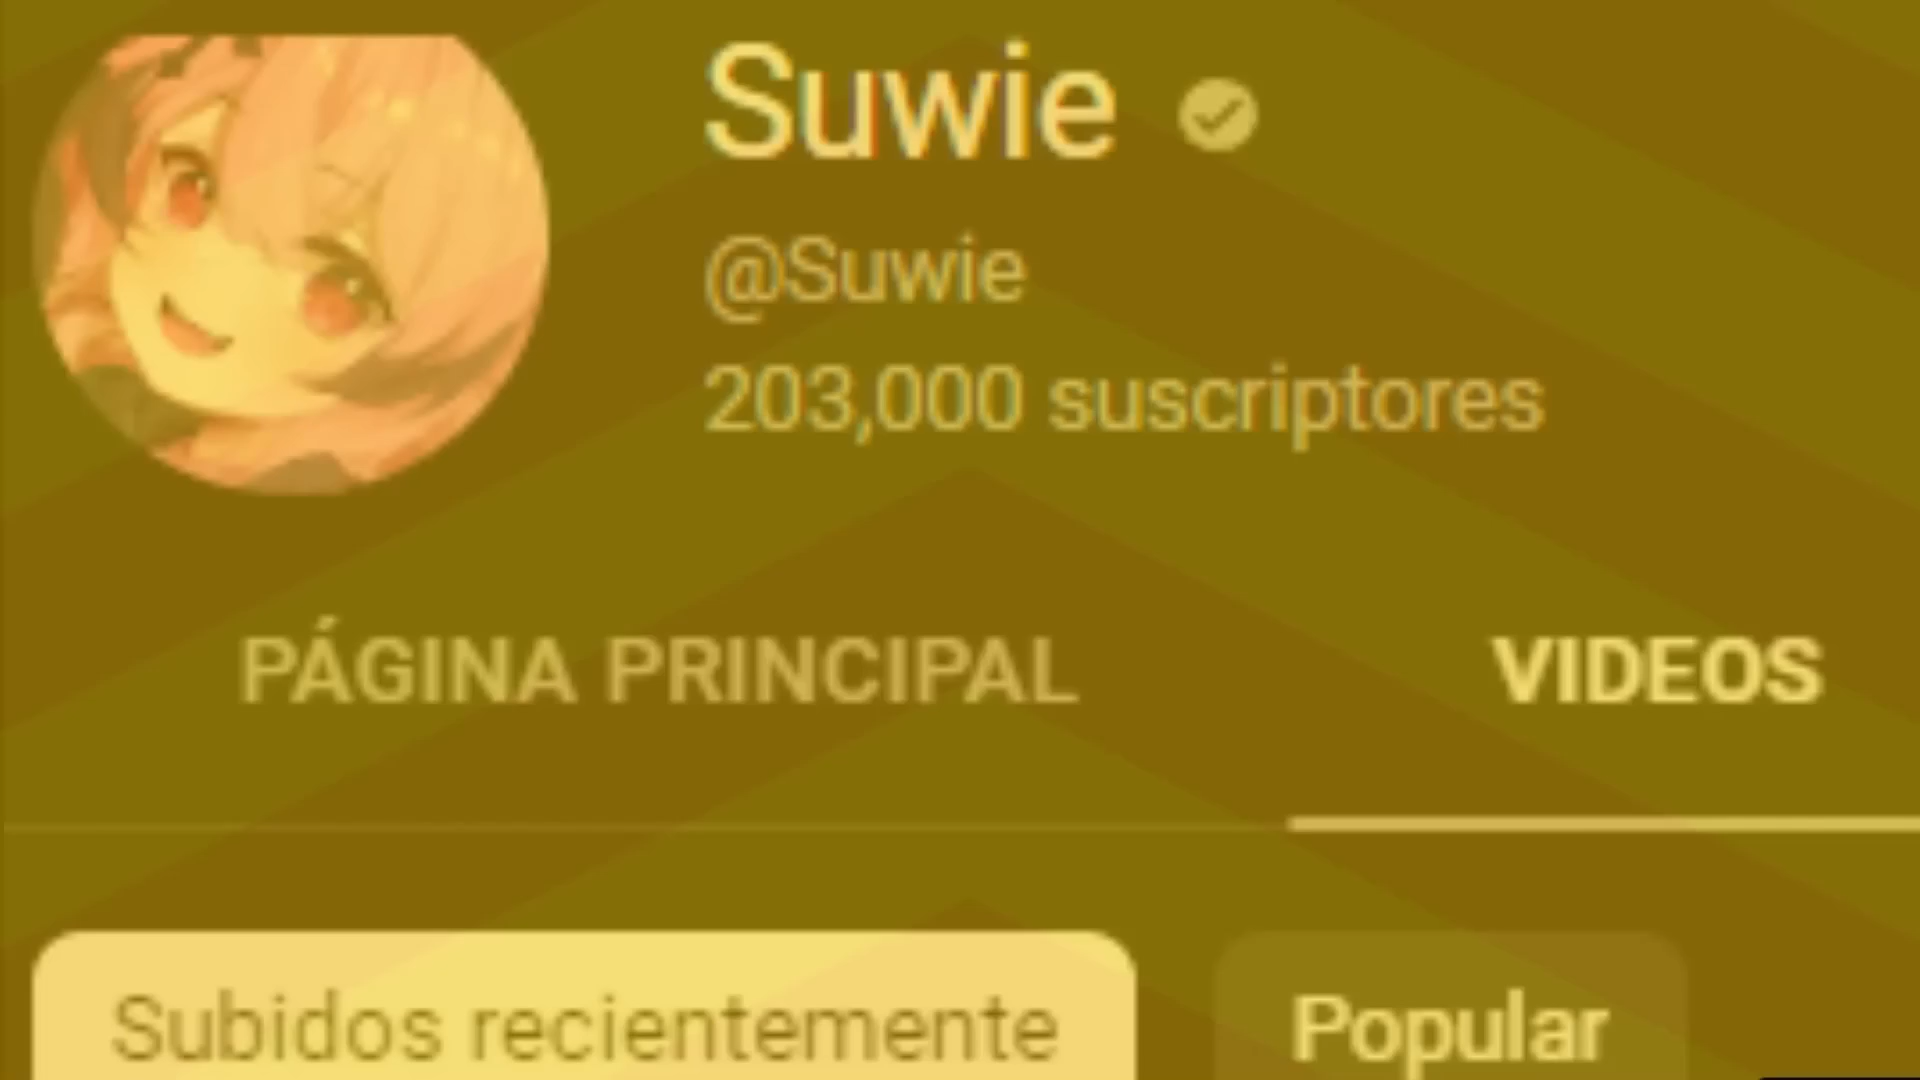 Suwie
@Suwie
203,000 suscriptores
PÁGINA PRINCIPAL VIDEOS
Subidos recientemente Popular